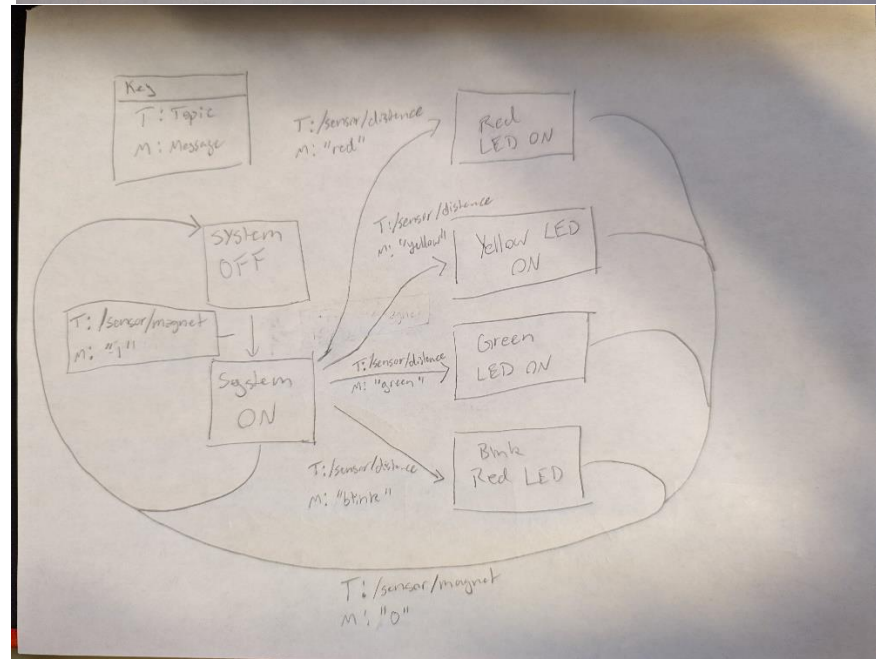 Key
T: Topic
M: Message
T: /sensor/distance
M: "red"
Red
LED ON
T: /sensor/distance
M: "yellow"
Yellow LED
ON
System
OFF
T: /sensor/magnet
M: "1"
System
ON
T: /sensor/distance
M: "green"
Green
LED ON
T: /sensor/distance
M: "blink"
Blink
Red LED
T: /sensor/magnet
M: "0"